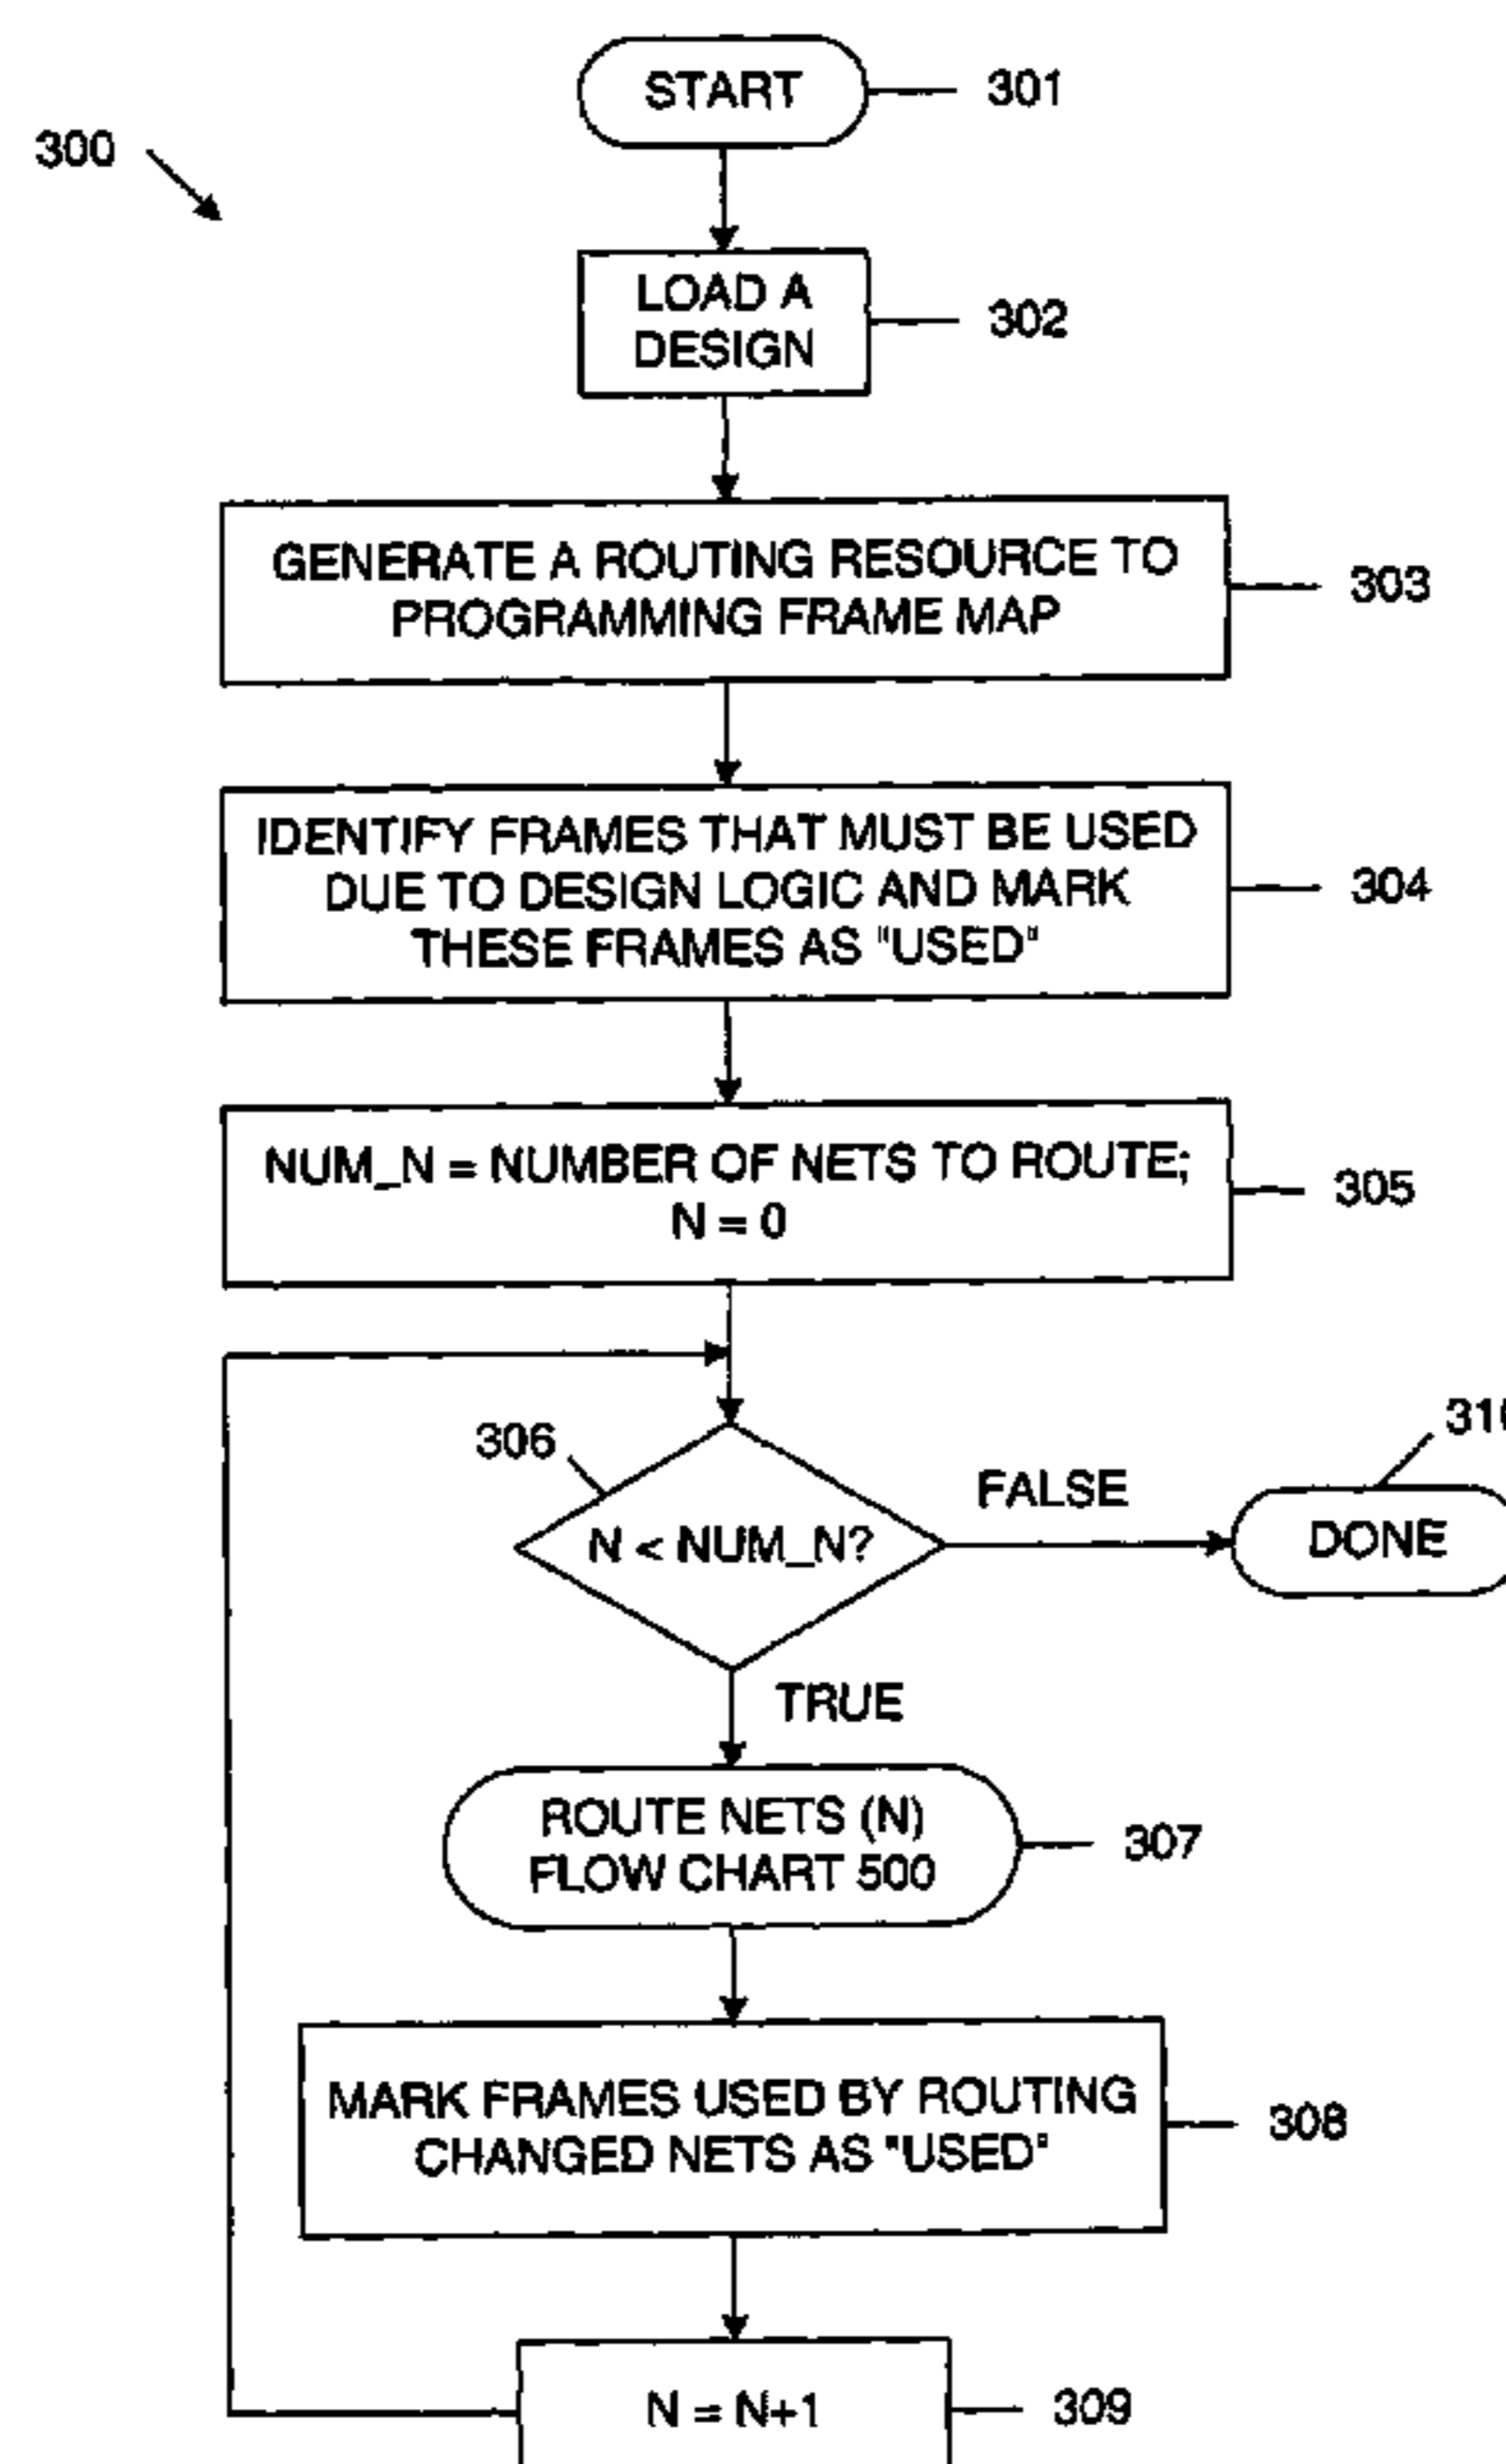 START
301
300
LOAD A
DESIGN
302
GENERATE A ROUTING RESOURCE TO
PROGRAMMING FRAME MAP
303
IDENTIFY FRAMES THAT MUST BE USED
DUE TO DESIGN LOGIC AND MARK
THESE FRAMES AS "USED"
304
NUM_N = NUMBER OF NETS TO ROUTE;
N = 0
305
306
N < NUM_N?
FALSE
DONE
TRUE
ROUTE NETS (N)
FLOW CHART 500
307
MARK FRAMES USED BY ROUTING
CHANGED NETS AS "USED"
308
N = N+1
309